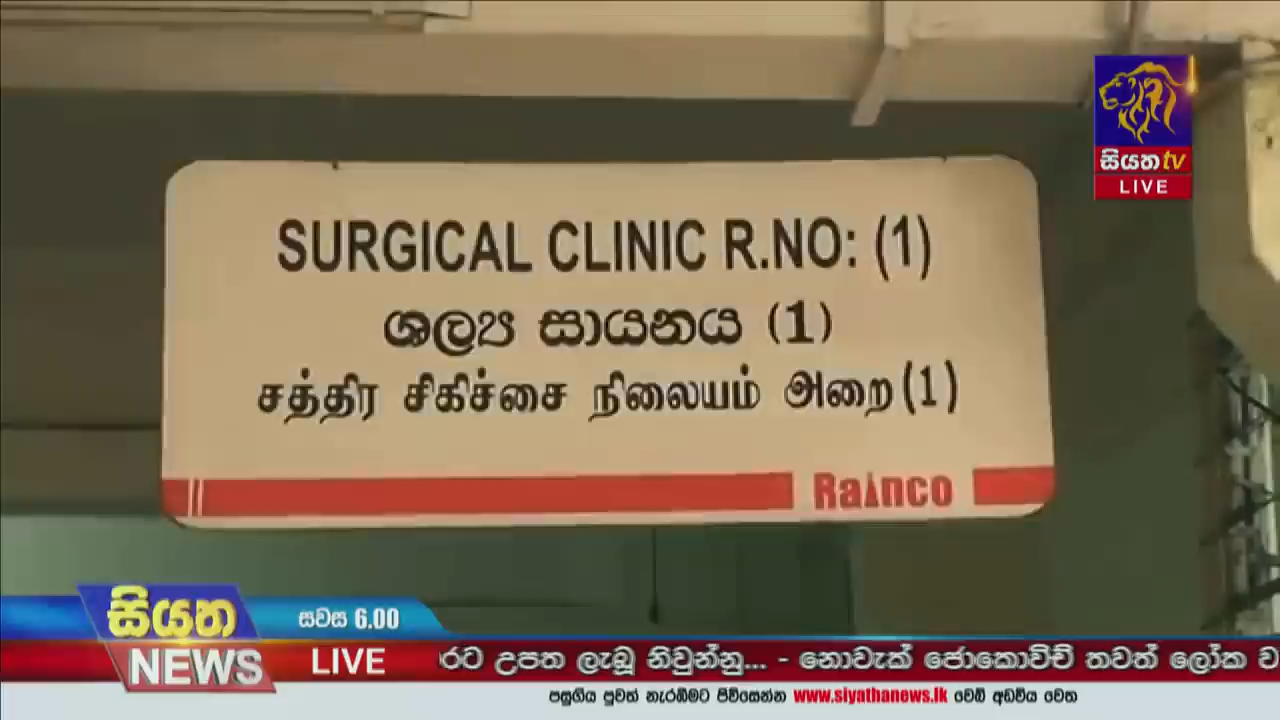 සියත tv
LIVE
SURGICAL CLINIC R.NO: (1)
ශල්‍ය සායනය (1)
சத்திர சிகிச்சை நிலையம் அறை (1)
Rainco
සියත
NEWS
සවස 6.00
LIVE
රට උපත ලැබූ නිවුන්නු... - නොවැක් ජොකොවිච් තවත් ලෝක ව
පසුගිය පුවත් නැරඹීමට පිවිසෙන්න www.siyathanews.lk වෙබ් අඩවිය වෙත